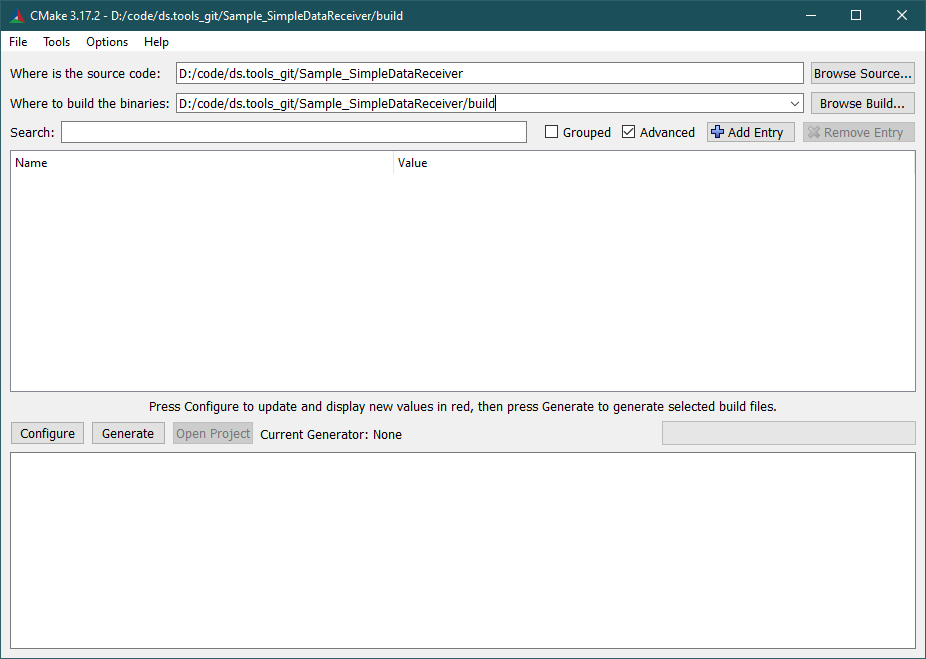 CMake 3.17.2 - D:/code/ds.tools_git/Sample_SimpleDataReceiver/build
File Tools Options Help
Where is the source code: D:/code/ds.tools_git/Sample_SimpleDataReceiver Browse Source...
Where to build the binaries: D:/code/ds.tools_git/Sample_SimpleDataReceiver/build Browse Build...
Search: Grouped Advanced Add Entry Remove Entry
Name Value
Press Configure to update and display new values in red, then press Generate to generate selected build files.
Configure Generate Open Project Current Generator: None